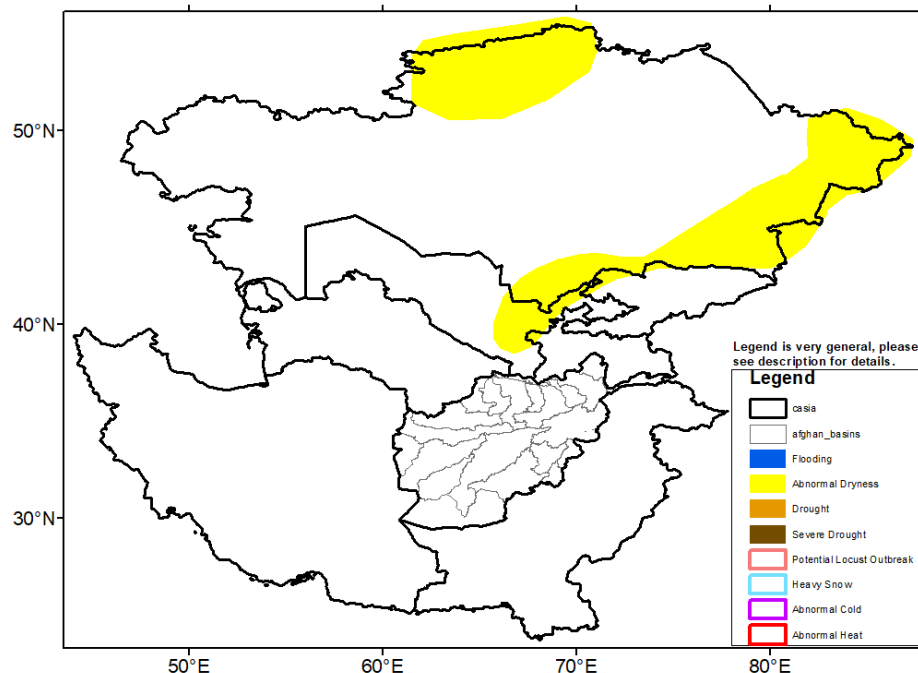 50°N
40°N
30°N
50°E
60°E
70°E
80°E
Legend is very general, please
see description for details.
Legend
casia
afghan_basins
Flooding
Abnormal Dryness
Drought
Severe Drought
Potential Locust Outbreak
Heavy Snow
Abnormal Cold
Abnormal Heat